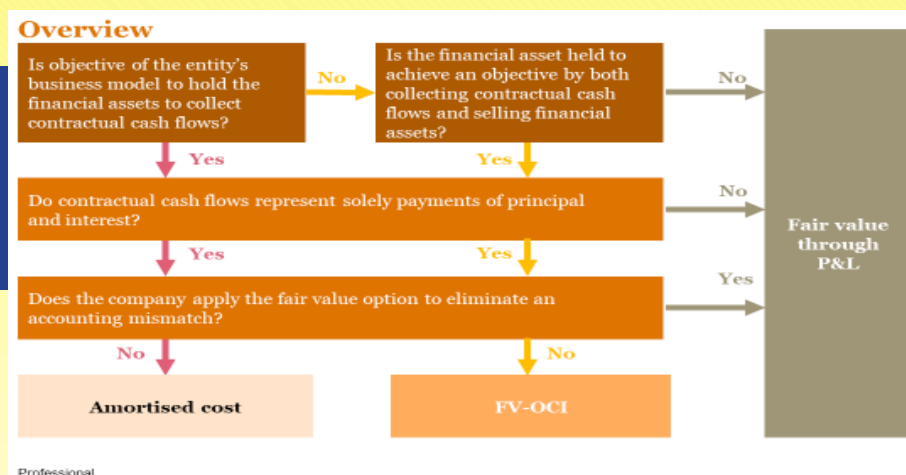 Overview
Is objective of the entity's
business model to hold the
financial assets to collect
contractual cash flows?
No
Is the financial asset held to
achieve an objective by both
collecting contractual cash
flows and selling financial
assets?
No
Yes
Yes
Do contractual cash flows represent solely payments of principal
and interest?
No
Fair value
through
P&L
Yes
Yes
Yes
Does the company apply the fair value option to eliminate an
accounting mismatch?
No
No
Amortised cost
FV-OCI
Professional